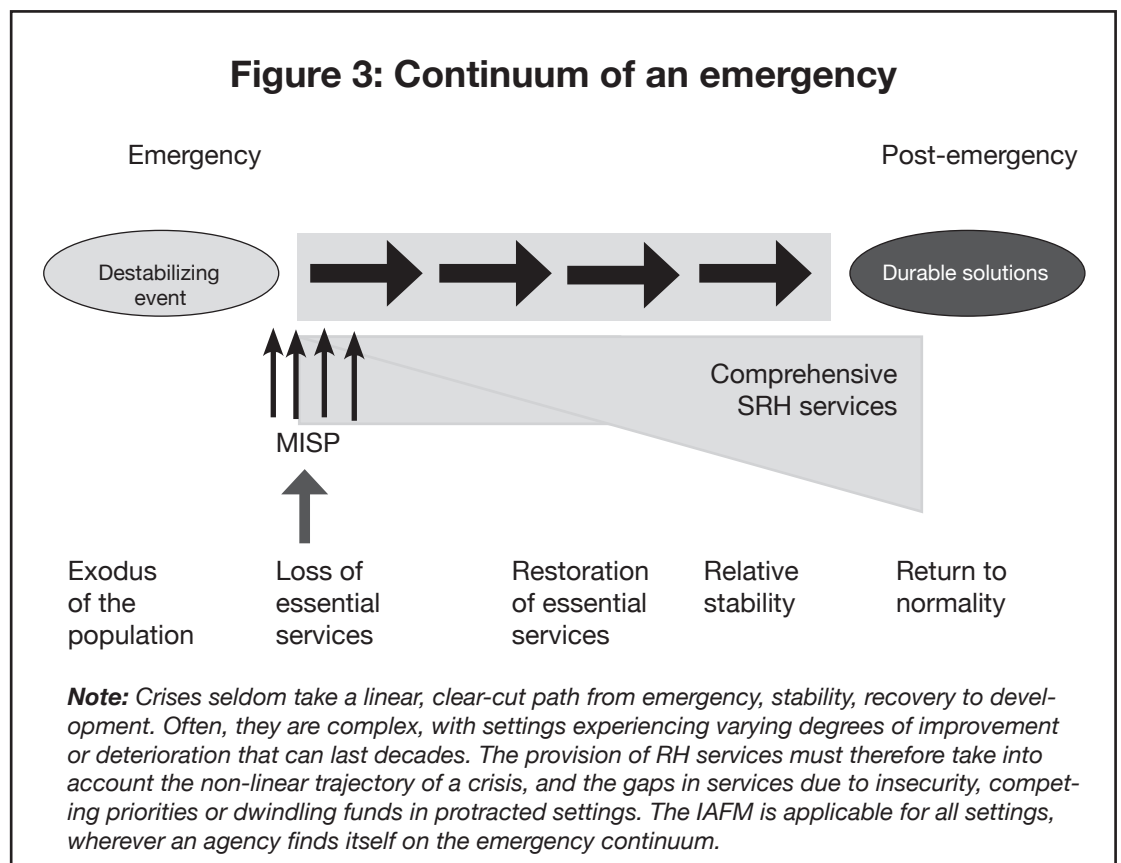 Figure 3: Continuum of an emergency
Emergency
Post-emergency
Destabilizing
event
Durable solutions
Comprehensive
SRH services
MISP
Exodus
of the
population
Loss of
essential
services
Restoration
of essential
services
Relative
stability
Return to
normality
Note: Crises seldom take a linear, clear-cut path from emergency, stability, recovery to devel-
opment. Often, they are complex, with settings experiencing varying degrees of improvement
or deterioration that can last decades. The provision of RH services must therefore take into
account the non-linear trajectory of a crisis, and the gaps in services due to insecurity, compet-
ing priorities or dwindling funds in protracted settings. The IAFM is applicable for all settings,
wherever an agency finds itself on the emergency continuum.